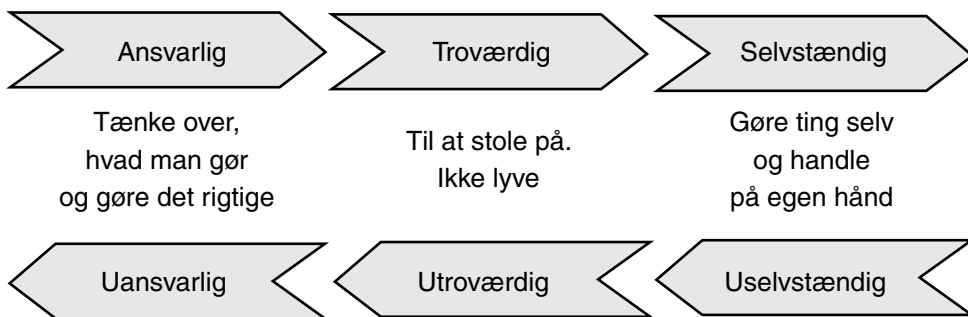 Ansvarlig
Troværdig
Selvstændig
Tænke over,
hvad man gør
og gøre det rigtige
Til at stole på.
Ikke lyve
Gøre ting selv
og handle
på egen hånd
Uansvarlig
Utroværdig
Uselvstændig